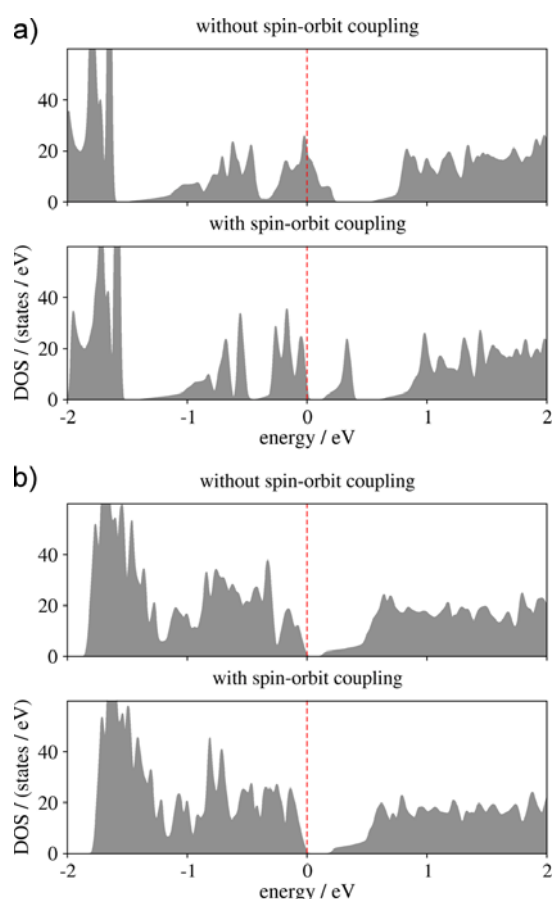 a)
without spin-orbit coupling
40
20
0
with spin-orbit coupling
40
20
0
DOS / (states / eV)
-2 -1 0 1 2
energy / eV
b)
without spin-orbit coupling
40
20
0
with spin-orbit coupling
40
20
0
DOS / (states / eV)
-2 -1 0 1 2
energy / eV